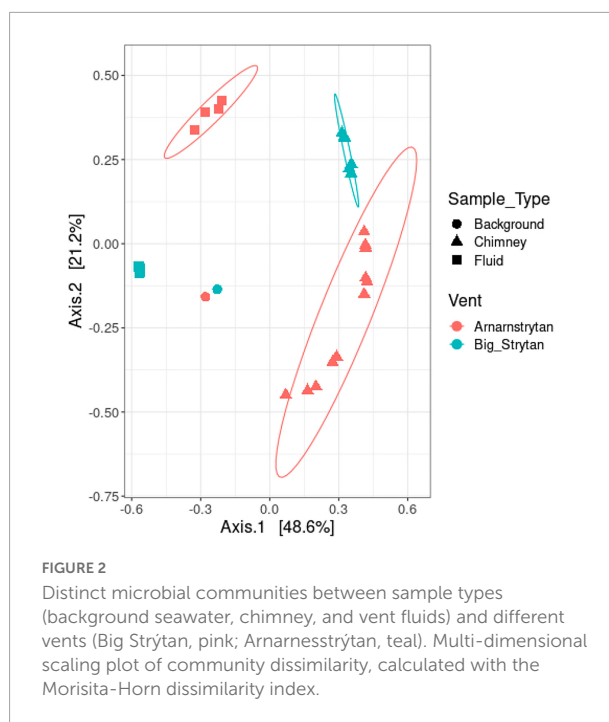 0.50
0.25
0.00
-0.25
-0.50
-0.75
Axis.2 [21.2%]
-0.6 -0.3 0.0 0.3 0.6
Axis.1 [48.6%]
Sample_Type
Background
Chimney
Fluid
Vent
Arnarnstrytan
Big_Strytan
FIGURE 2
Distinct microbial communities between sample types
(background seawater, chimney, and vent fluids) and different
vents (Big Strýtan, pink; Arnarnesstrýtan, teal). Multi-dimensional
scaling plot of community dissimilarity, calculated with the
Morisita-Horn dissimilarity index.